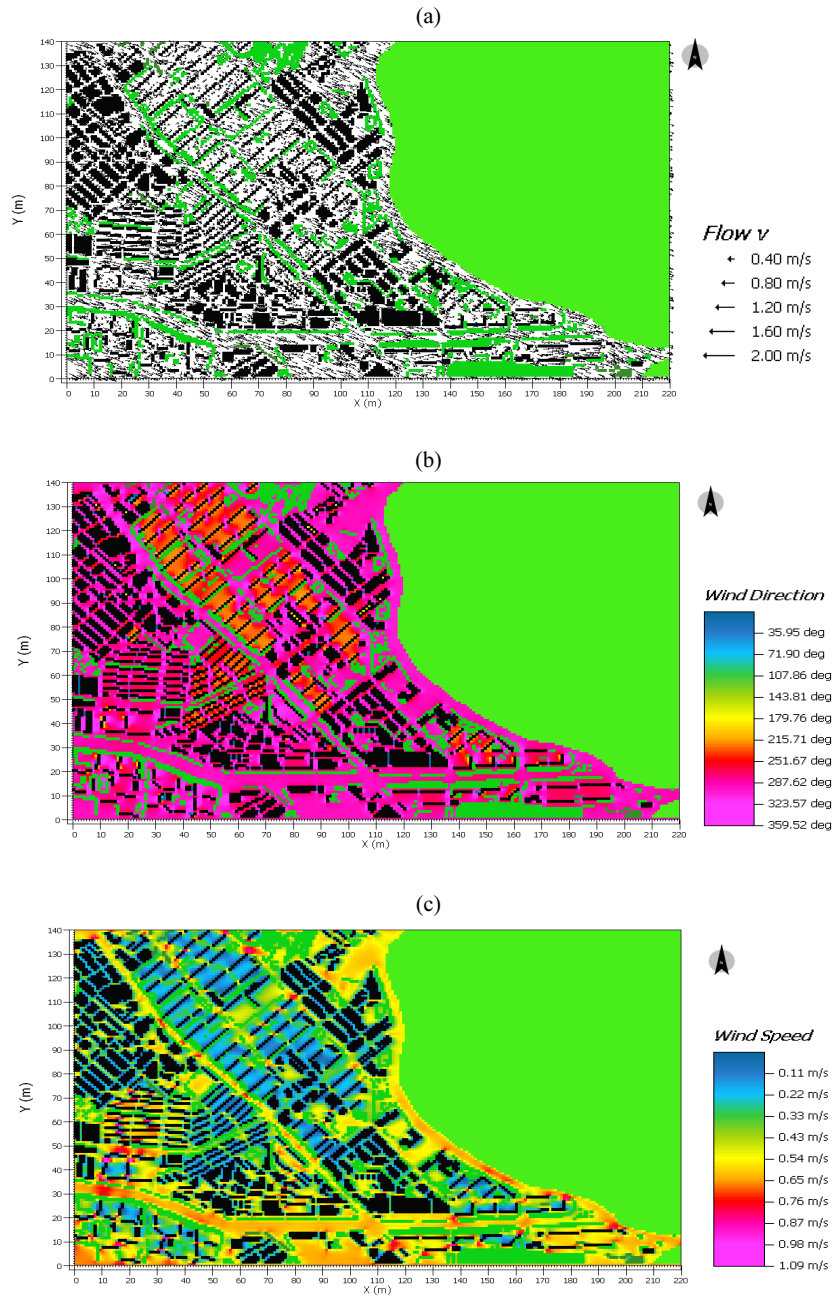 (a)
140
130
120
110
100
90
80
70
60
50
40
30
20
10
0
Y (m)
0 10 20 30 40 50 60 70 80 90 100 110 120 130 140 150 160 170 180 190 200 210 220
X (m)
N
Flow v
0.40 m/s
0.80 m/s
1.20 m/s
1.60 m/s
2.00 m/s
(b)
140
130
120
110
100
90
80
70
60
50
40
30
20
10
0
Y (m)
0 10 20 30 40 50 60 70 80 90 100 110 120 130 140 150 160 170 180 190 200 210 220
X (m)
N
Wind Direction
35.95 deg
71.90 deg
107.86 deg
143.81 deg
179.76 deg
215.71 deg
251.67 deg
287.62 deg
323.57 deg
359.52 deg
(c)
140
130
120
110
100
90
80
70
60
50
40
30
20
10
0
Y (m)
0 10 20 30 40 50 60 70 80 90 100 110 120 130 140 150 160 170 180 190 200 210 220
X (m)
N
Wind Speed
0.11 m/s
0.22 m/s
0.33 m/s
0.43 m/s
0.54 m/s
0.65 m/s
0.76 m/s
0.87 m/s
0.98 m/s
1.09 m/s